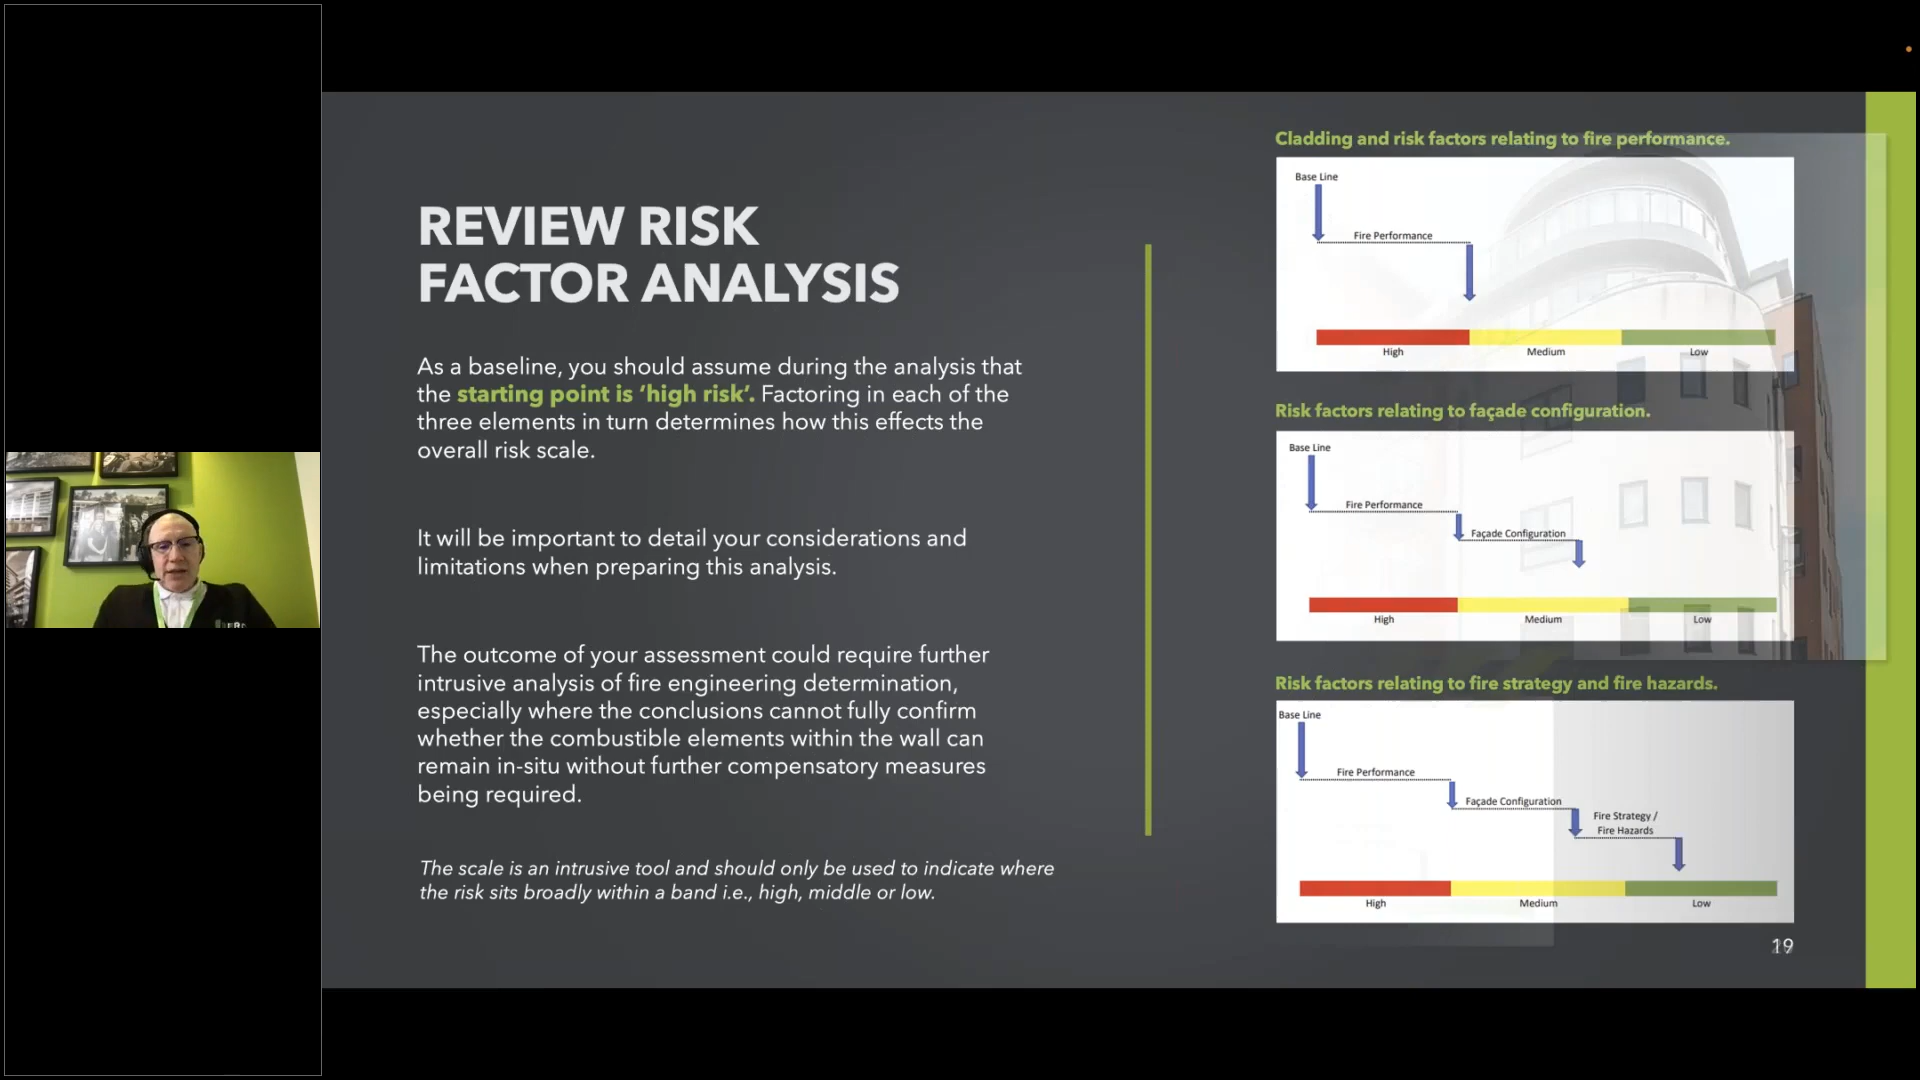 REVIEW RISK
FACTOR ANALYSIS
As a baseline, you should assume during the analysis that
the starting point is ‘high risk’. Factoring in each of the
three elements in turn determines how this effects the
overall risk scale.
It will be important to detail your considerations and
limitations when preparing this analysis.
The outcome of your assessment could require further
intrusive analysis of fire engineering determination,
especially where the conclusions cannot fully confirm
whether the combustible elements within the wall can
remain in-situ without further compensatory measures
being required.
The scale is an intrusive tool and should only be used to indicate where
the risk sits broadly within a band i.e., high, middle or low.
Cladding and risk factors relating to fire performance.
Base Line
Fire Performance
High Medium Low
Risk factors relating to façade configuration.
Base Line
Fire Performance
Façade Configuration
High Medium Low
Risk factors relating to fire strategy and fire hazards.
Base Line
Fire Performance
Façade Configuration
Fire Strategy /
Fire Hazards
High Medium Low
19